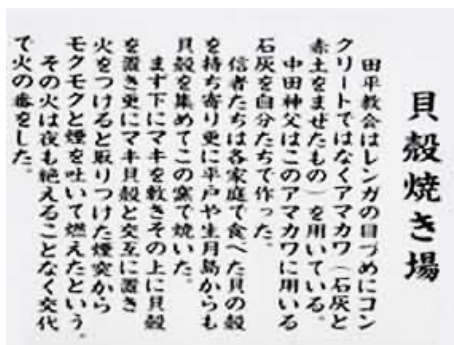 貝殻焼き場
田平教会はレンガの目づめにコン
クリートではなくアマカワ（石灰と
赤土をまぜたもの）を用いている。
中田神父はこのアマカワに用いる
石灰を自分たちで作った。
信者たちは各家庭で食べた貝の殻
を持ち寄り更に平戸や生月島からも
貝殻を集めてこの窯で焼いた。
まず下にマキを敷きその上に貝殻
を置き更にマキ貝殻と交互に置き
火をつけると取りつけた煙突から
モクモクと煙を吐いて燃えたという。
その火は夜も絶えることなく交代
で火の番をした。